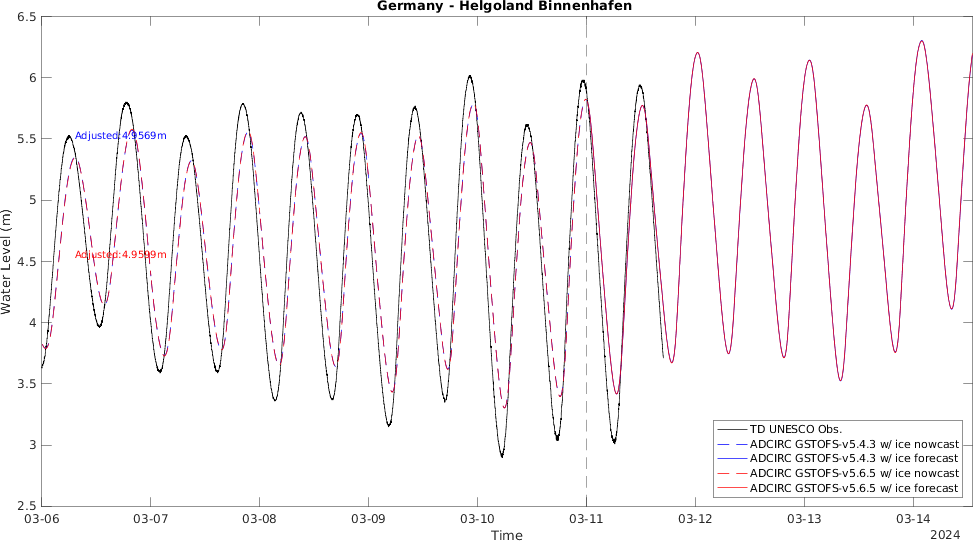 Germany - Helgoland Binnenhafen
6.5
6
5.5
5
4.5
4
3.5
3
2.5
Water Level (m)
Adjusted:4.9569m
Adjusted:4.9599m
TD UNESCO Obs.
ADCIRC GSTOFS-v5.4.3 w/ ice nowcast
ADCIRC GSTOFS-v5.4.3 w/ ice forecast
ADCIRC GSTOFS-v5.6.5 w/ ice nowcast
ADCIRC GSTOFS-v5.6.5 w/ ice forecast
03-06 03-07 03-08 03-09 03-10 03-11 03-12 03-13 03-14
Time
2024